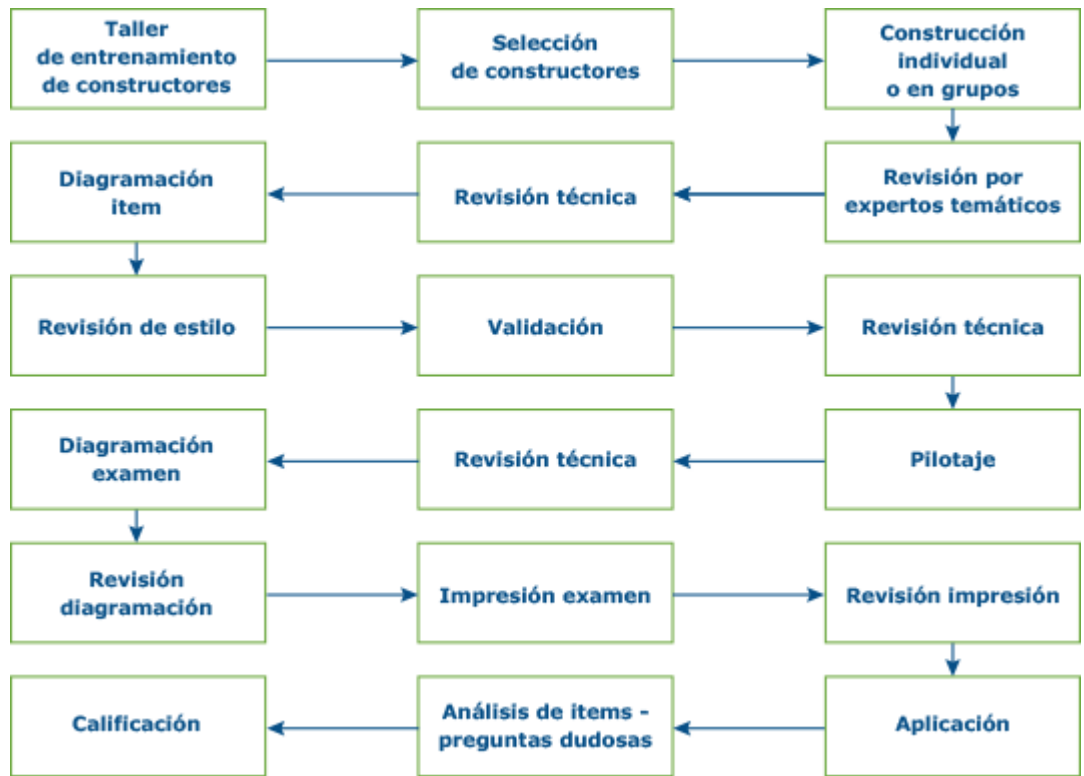 Taller
de entrenamiento
de constructores
Selección
de constructores
Construcción
individual
o en grupos
Diagramación
item
Revisión técnica
Revisión por
expertos temáticos
Revisión de estilo
Validación
Revisión técnica
Diagramación
examen
Revisión técnica
Pilotaje
Revisión
diagramación
Impresión examen
Revisión impresión
Calificación
Análisis de items -
preguntas dudosas
Aplicación